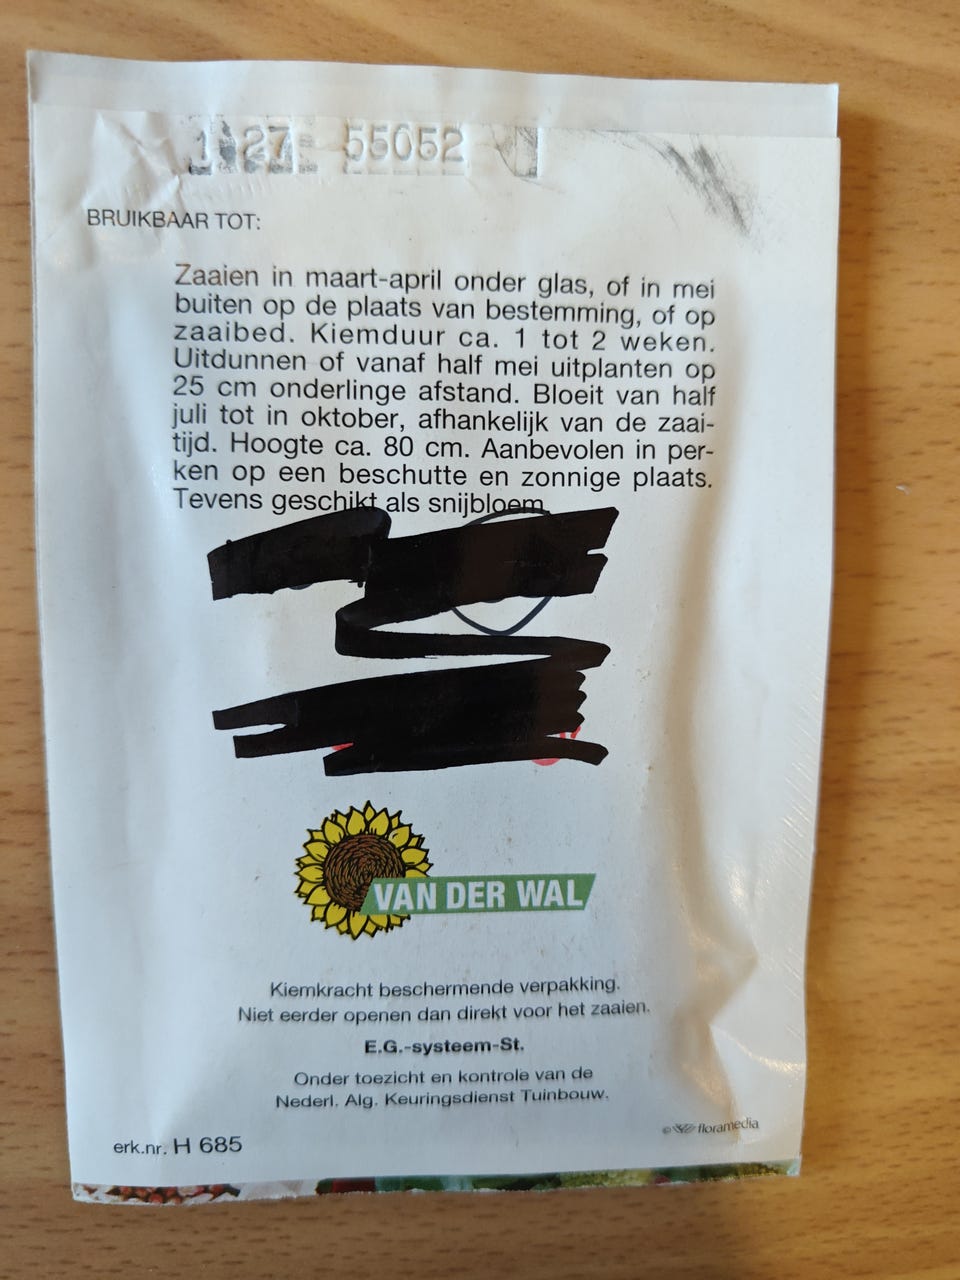 1 27 55052
BRUIKBAAR TOT:
Zaaien in maart-april onder glas, of in mei
buiten op de plaats van bestemming, of op
zaaibed. Kiemduur ca. 1 tot 2 weken.
Uitdunnen of vanaf half mei uitplanten op
25 cm onderlinge afstand. Bloeit van half
juli tot in oktober, afhankelijk van de zaai-
tijd. Hoogte ca. 80 cm. Aanbevolen in per-
ken op een beschutte en zonnige plaats.
Tevens geschikt als snijbloem
VAN DER WAL
Kiemkracht beschermende verpakking.
Niet eerder openen dan direkt voor het zaaien.
E.G.-systeem-St.
Onder toezicht en kontrole van de
Nederl. Alg. Keuringsdienst Tuinbouw.
© floramedia
erk.nr. H 685